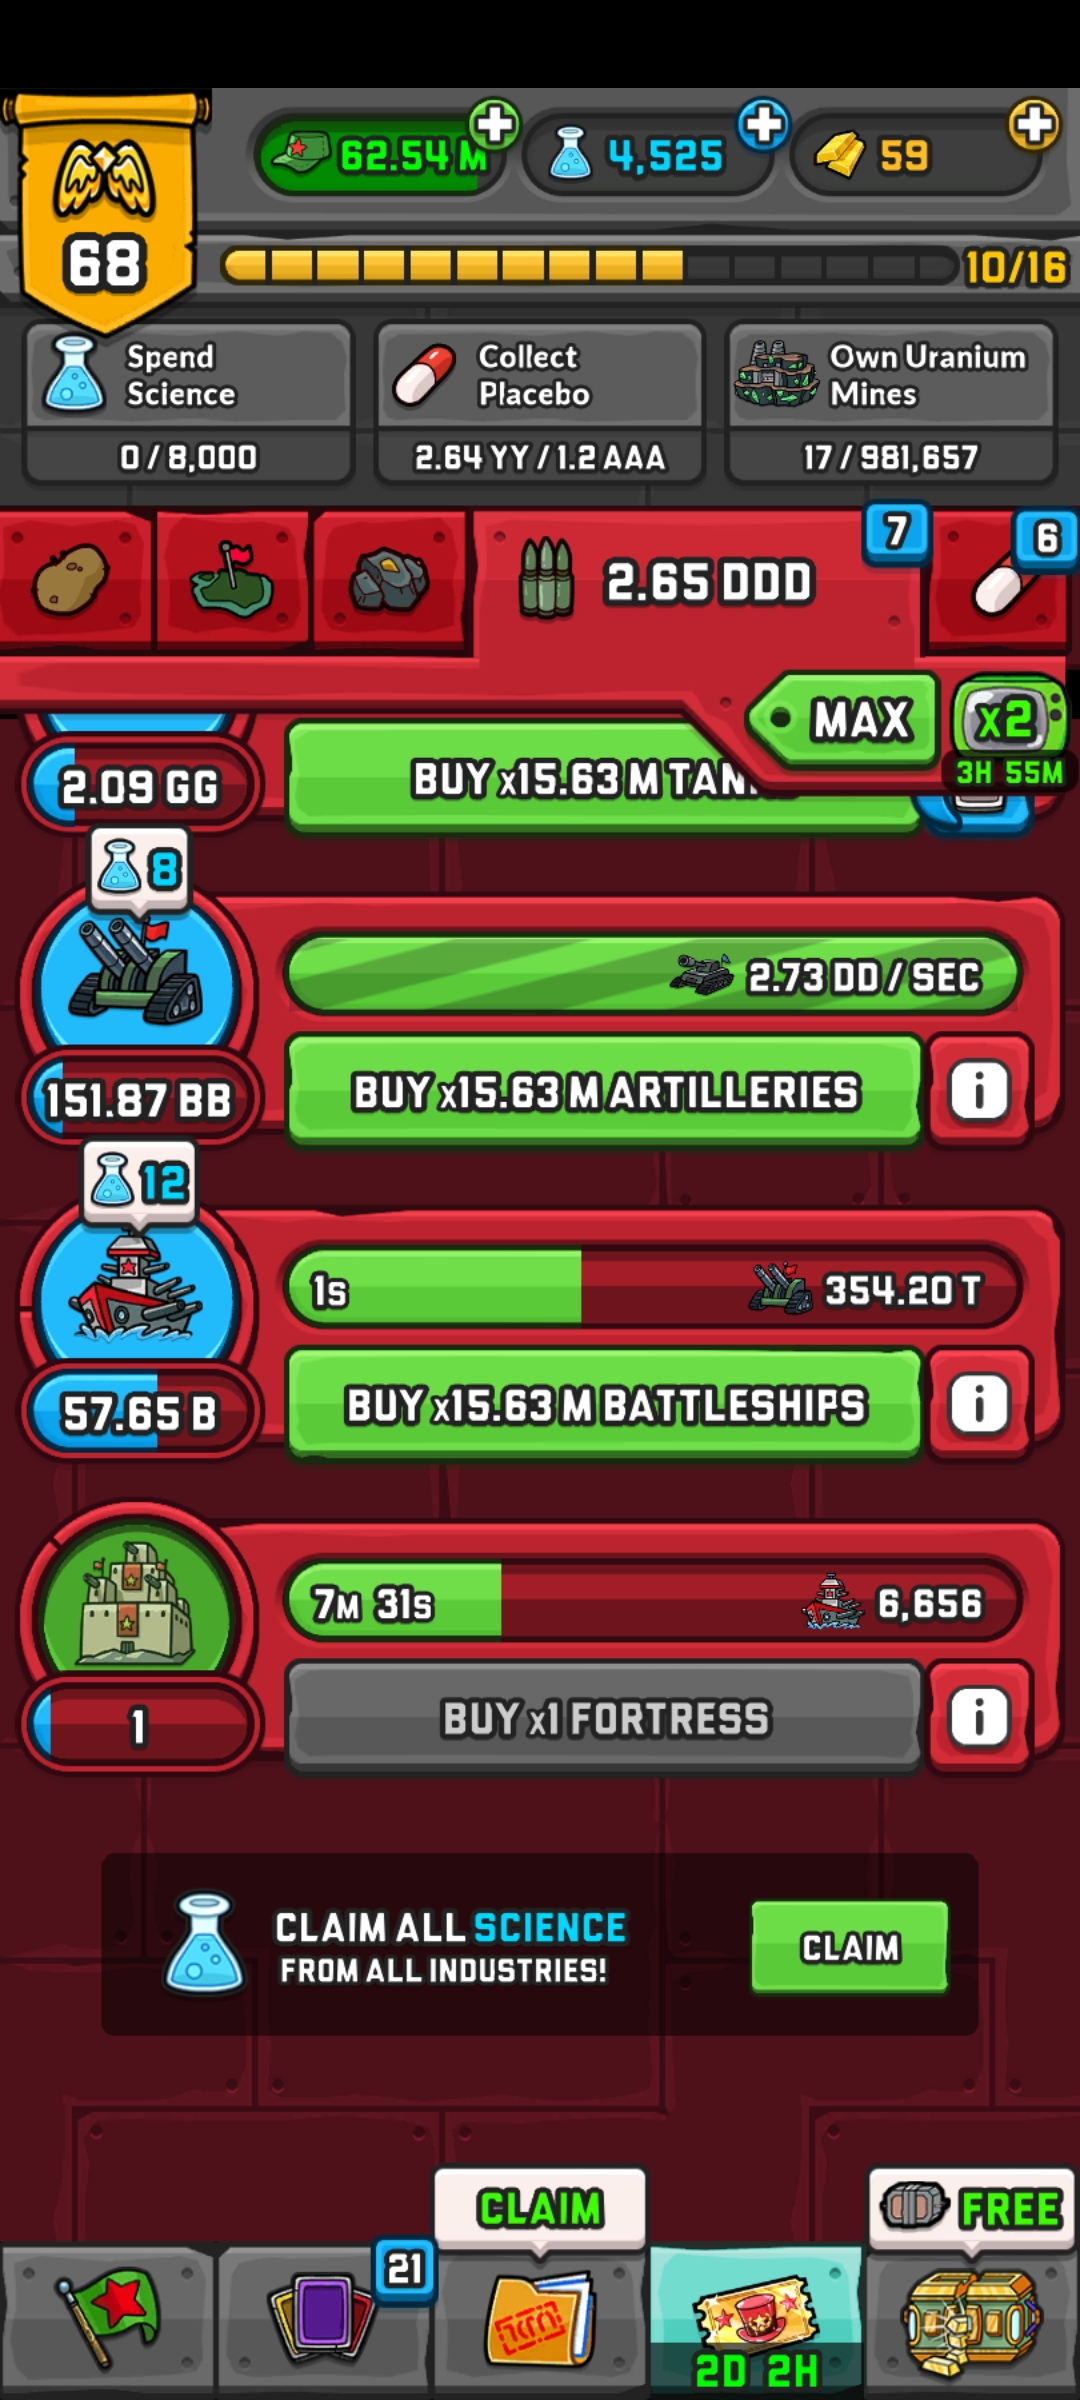 62.54 M
4,525
59
68
10/16
Spend
Science
0 / 8,000
Collect
Placebo
2.64 YY / 1.2 AAA
Own Uranium
Mines
17 / 981,657
2.65 DDD
7
6
MAX
x2
3H 55M
2.09 GG
BUY x15.63 M
8
2.73 DD / SEC
151.87 BB
BUY x15.63 M ARTILLERIES
i
12
1s
354.20 T
57.65 B
BUY x15.63 M BATTLESHIPS
i
7M 31s
6,656
1
BUY x1 FORTRESS
i
CLAIM ALL SCIENCE
FROM ALL INDUSTRIES!
CLAIM
CLAIM
FREE
21
2D 2H